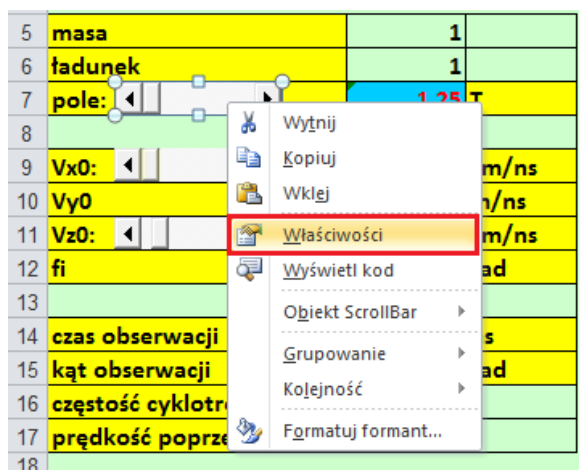 5 masa 1
6 ładunek 1
7 pole: 1,25 T
8
9 Vx0: m/ns
10 Vy0 n/ns
11 Vz0: m/ns
12 fi ad
13
14 czas obserwacji s
15 kąt obserwacji ad
16 częstość cyklotr
17 prędkość poprze
18
Wytnij
Kopiuj
Wklej
Właściwości
Wyświetl kod
Obiekt ScrollBar
Grupowanie
Kolejność
Formatuj formant...